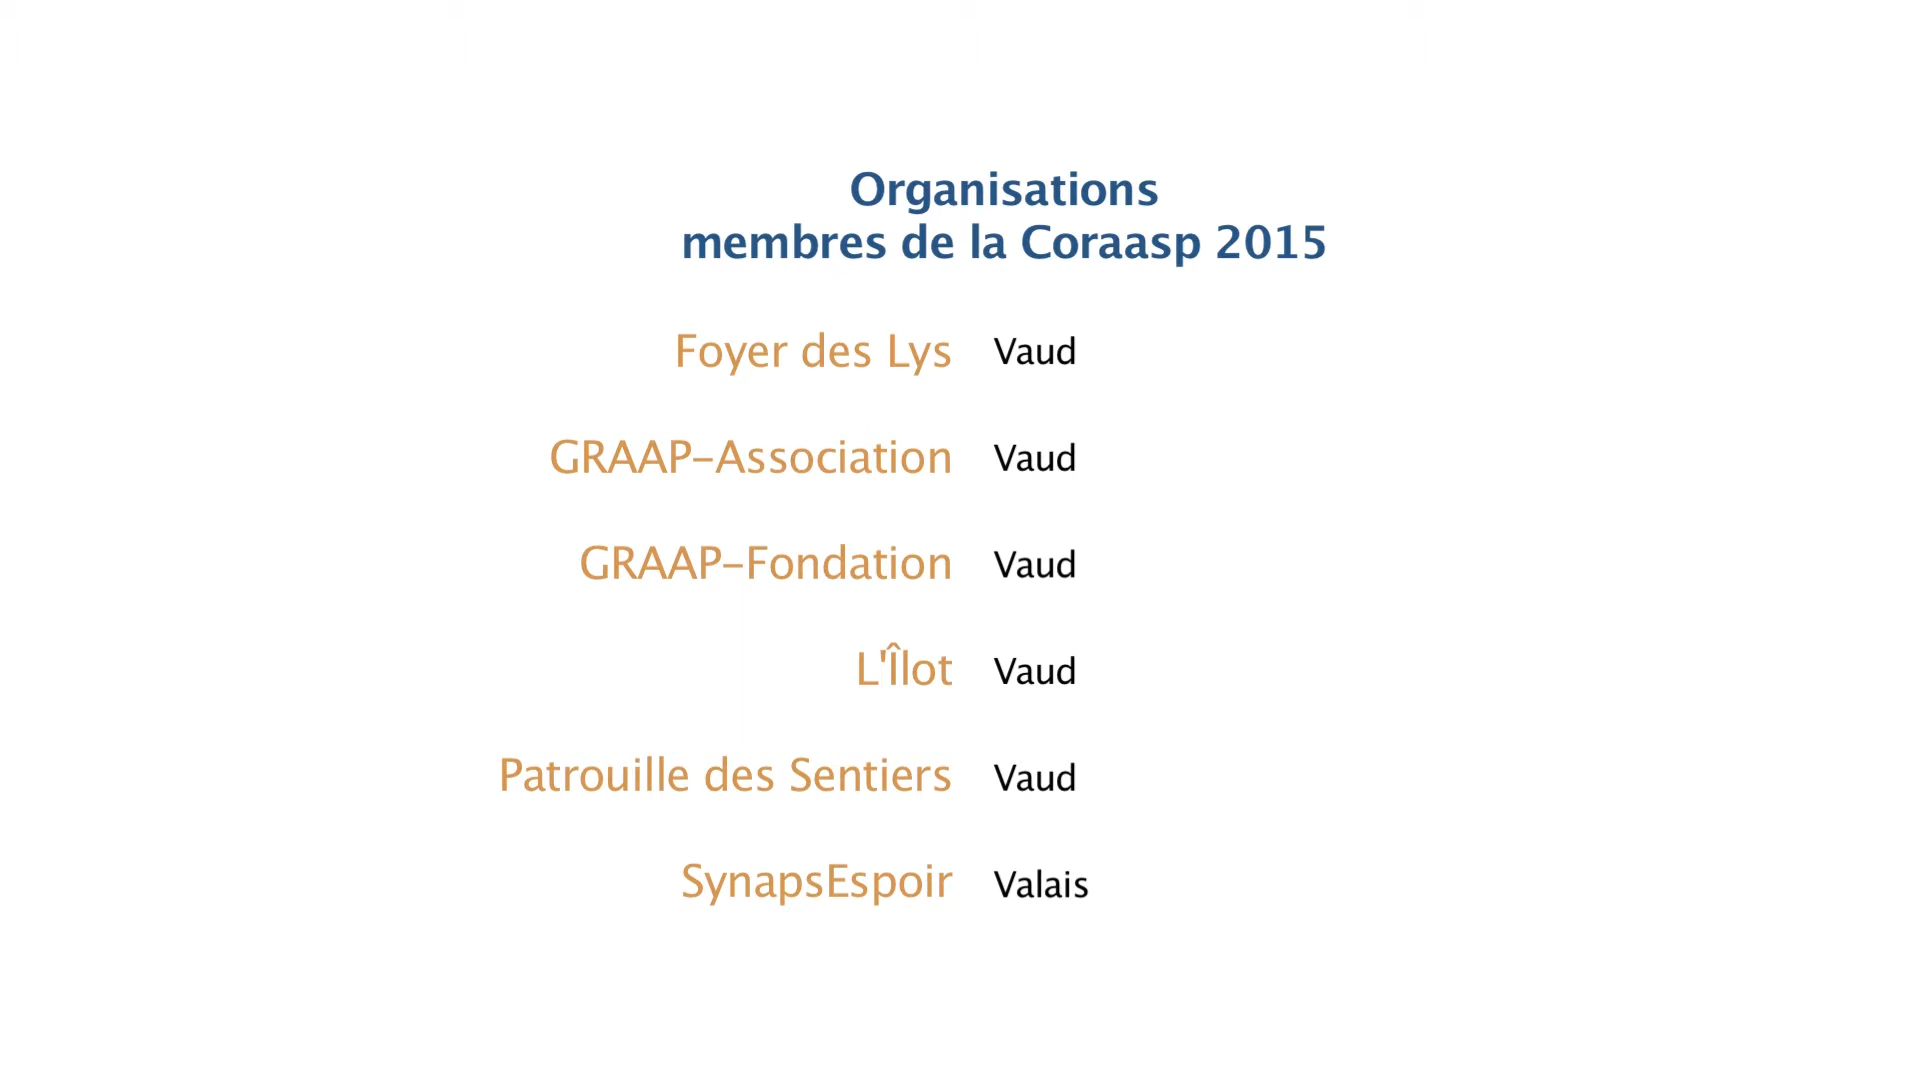 Organisations
membres de la Coraasp 2015
Foyer des Lys Vaud
GRAAP-Association Vaud
GRAAP-Fondation Vaud
L'Îlot Vaud
Patrouille des Sentiers Vaud
SynapsEspoir Valais